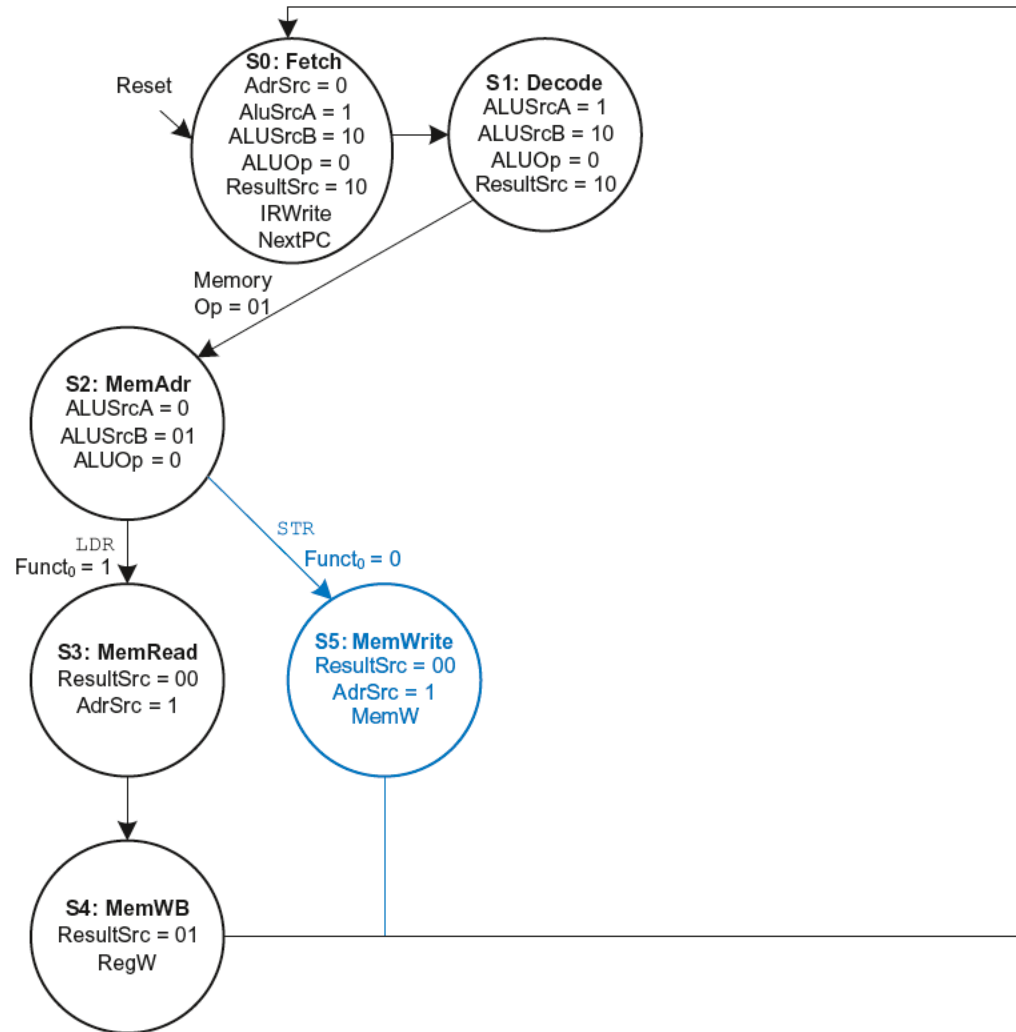 Reset
S0: Fetch
AdrSrc = 0
AluSrcA = 1
ALUSrcB = 10
ALUOp = 0
ResultSrc = 10
IRWrite
NextPC
S1: Decode
ALUSrcA = 1
ALUSrcB = 10
ALUOp = 0
ResultSrc = 10
Memory
Op = 01
S2: MemAdr
ALUSrcA = 0
ALUSrcB = 01
ALUOp = 0
LDR
Funct₀ = 1
STR
Funct₀ = 0
S3: MemRead
ResultSrc = 00
AdrSrc = 1
S5: MemWrite
ResultSrc = 00
AdrSrc = 1
MemW
S4: MemWB
ResultSrc = 01
RegW